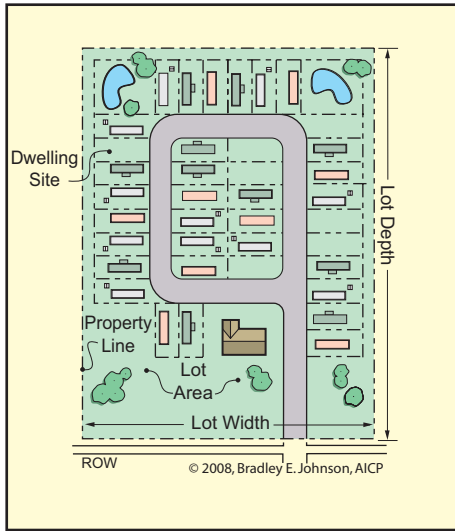 Dwelling
Site
Lot Depth
Property
Line
Lot
Area
Lot Width
ROW
© 2008, Bradley E. Johnson, AICP